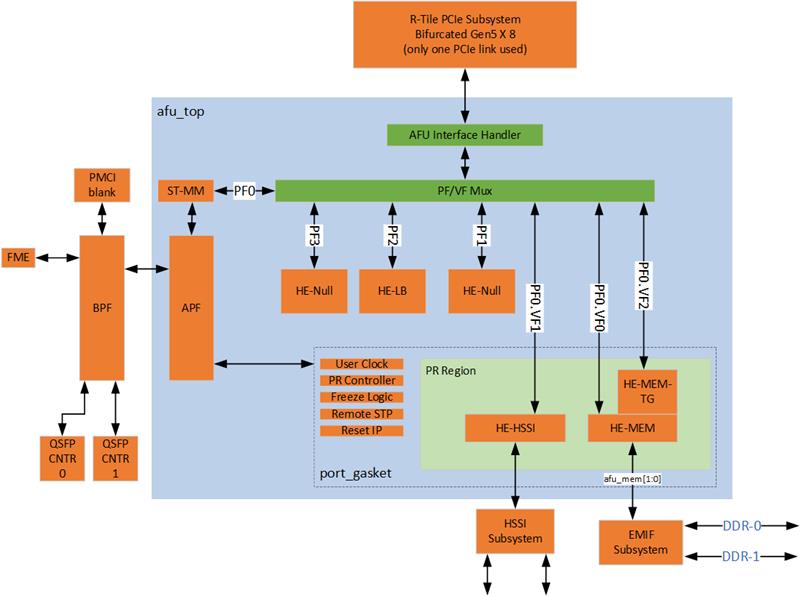 R-Tile PCIe Subsystem
Bifurcated Gen5 X 8
(only one PCIe link used)
afu_top
AFU Interface Handler
PMCI
blank
ST-MM
PF0
PF/VF Mux
PF3
PF2
PF1
FME
BPF
APF
HE-Null
HE-LB
HE-Null
PF0.VF1
PF0.VF0
PF0.VF2
User Clock
PR Controller
Freeze Logic
Remote STP
Reset IP
PR Region
HE-MEM-
TG
HE-HSSI
HE-MEM
QSFP
CNTR
0
QSFP
CNTR
1
port_gasket
afu_mem[1:0]
HSSI
Subsystem
EMIF
Subsystem
DDR-0
DDR-1